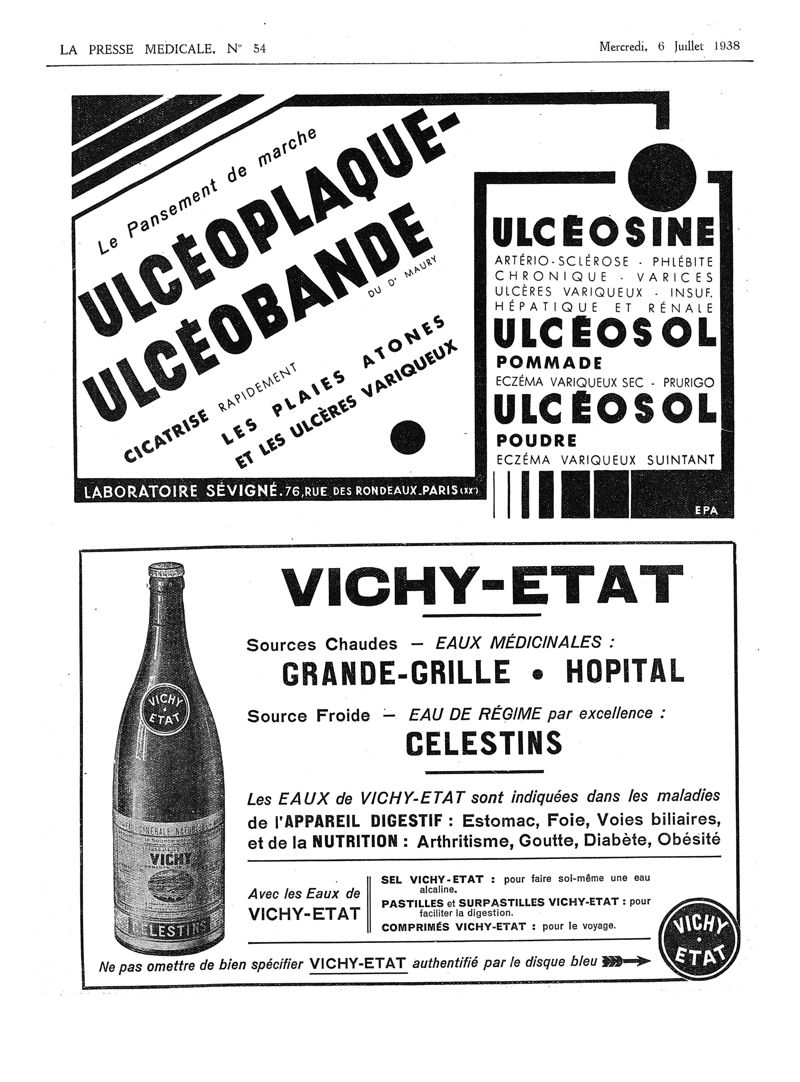 LA PRESSE MEDICALE. N° 54
Mercredi, 6 Juillet 1938
Le Pansement de marche
ULCÉOPLAQUE-
ULCÉOBANDE
DU Dr MAURY
CICATRISE RAPIDEMENT
LES PLAIES ATONES
ET LES ULCÈRES VARIQUEUX
LABORATOIRE SÉVIGNÉ. 76, RUE DES RONDEAUX_PARIS (XXe)
ULCÉOSINE
ARTÉRIO-SCLÉROSE - PHLÉBITE
CHRONIQUE - VARICES
ULCÈRES VARIQUEUX - INSUF.
HÉPATIQUE ET RÉNALE
ULCÉOSOL
POMMADE
ECZÉMA VARIQUEUX SEC - PRURIGO
ULCÉOSOL
POUDRE
ECZÉMA VARIQUEUX SUINTANT
EPA
VICHY-ETAT
Sources Chaudes — EAUX MÉDICINALES :
GRANDE-GRILLE • HOPITAL
Source Froide — EAU DE RÉGIME par excellence :
CELESTINS
VICHY
ETAT
VICHY
CELESTINS
Les EAUX de VICHY-ETAT sont indiquées dans les maladies
de l'APPAREIL DIGESTIF : Estomac, Foie, Voies biliaires,
et de la NUTRITION : Arthritisme, Goutte, Diabète, Obésité
Avec les Eaux de
VICHY-ETAT
SEL VICHY-ETAT : pour faire soi-même une eau
alcaline.
PASTILLES et SURPASTILLES VICHY-ETAT : pour
faciliter la digestion.
COMPRIMÉS VICHY-ETAT : pour le voyage.
Ne pas omettre de bien spécifier VICHY-ETAT authentifié par le disque bleu
VICHY
ETAT